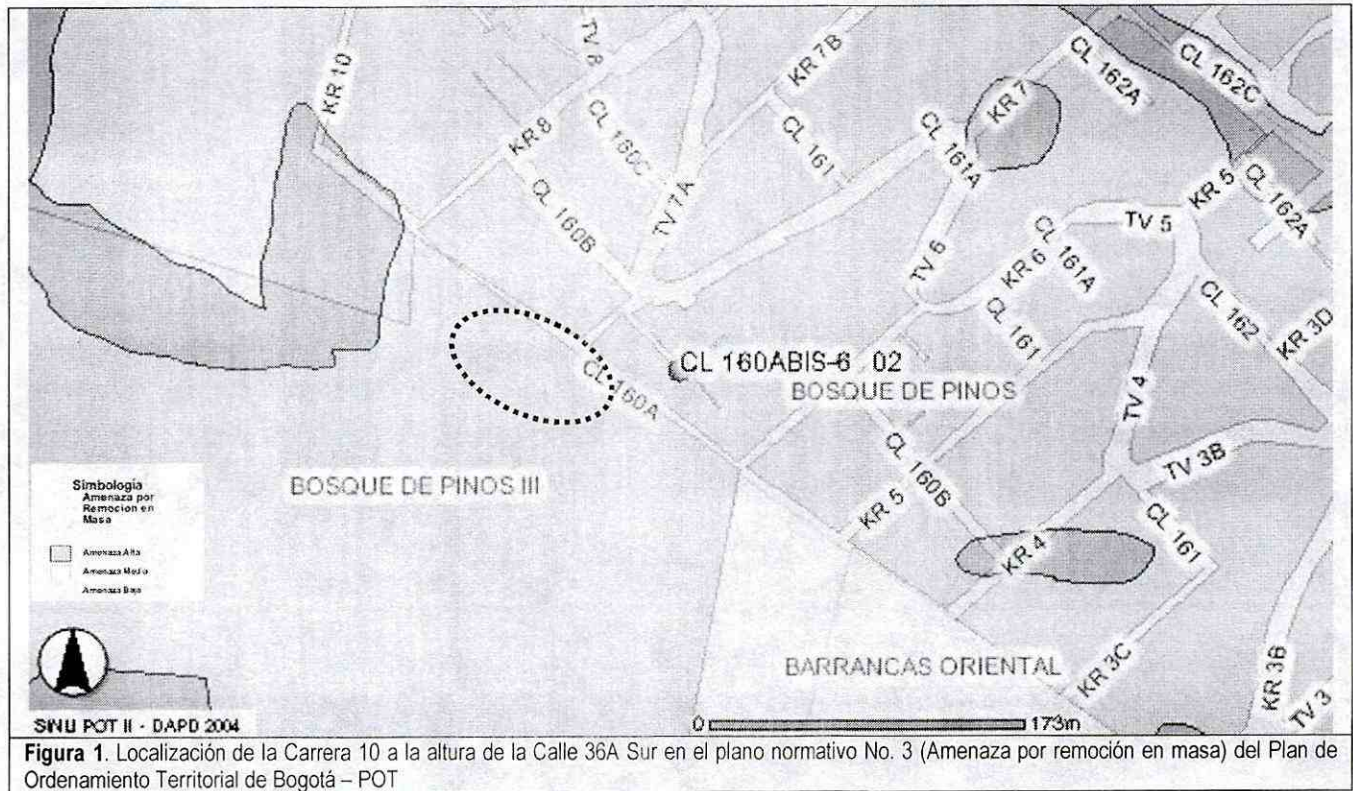 KR 10
TV 8
KR 8
CL 160C
KR 7B
CL 161
TV 7A
CL 160B
CL 161A
KR 7
CL 162A
CL 162C
KR 5
CL 162A
TV 5
TV 6
KR 6
CL 161A
CL 161
CL 162
KR 3D
TV 4
CL 160ABIS-6 02
BOSQUE DE PINOS
CL 160A
BOSQUE DE PINOS III
CL 160B
KR 5
TV 3B
KR 4
CL 161
BARRANCAS ORIENTAL
KR 3C
KR 3B
TV 3
Simbología
Amenaza por
Remocion en
Masa
Amenaza Alta
Amenaza Media
Amenaza Baja
SINU POT II - DAPD 2004
0 173m
Figura 1. Localización de la Carrera 10 a la altura de la Calle 36A Sur en el plano normativo No. 3 (Amenaza por remoción en masa) del Plan de
Ordenamiento Territorial de Bogotá – POT